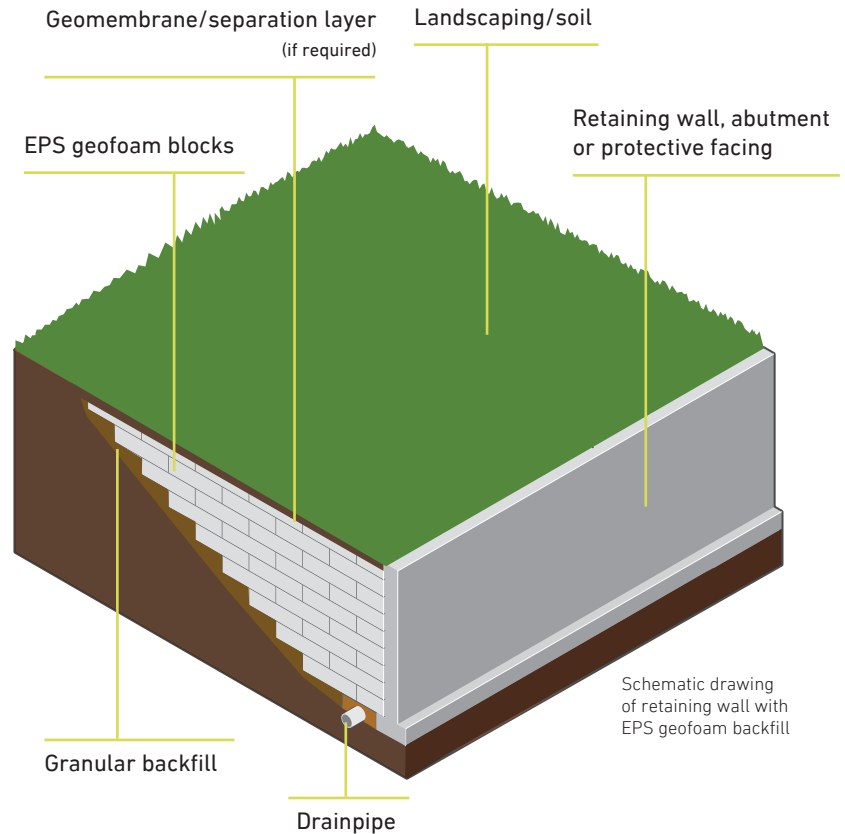 Geomembrane/separation layer
(if required)
Landscaping/soil
EPS geofoam blocks
Retaining wall, abutment
or protective facing
Schematic drawing
of retaining wall with
EPS geofoam backfill
Granular backfill
Drainpipe